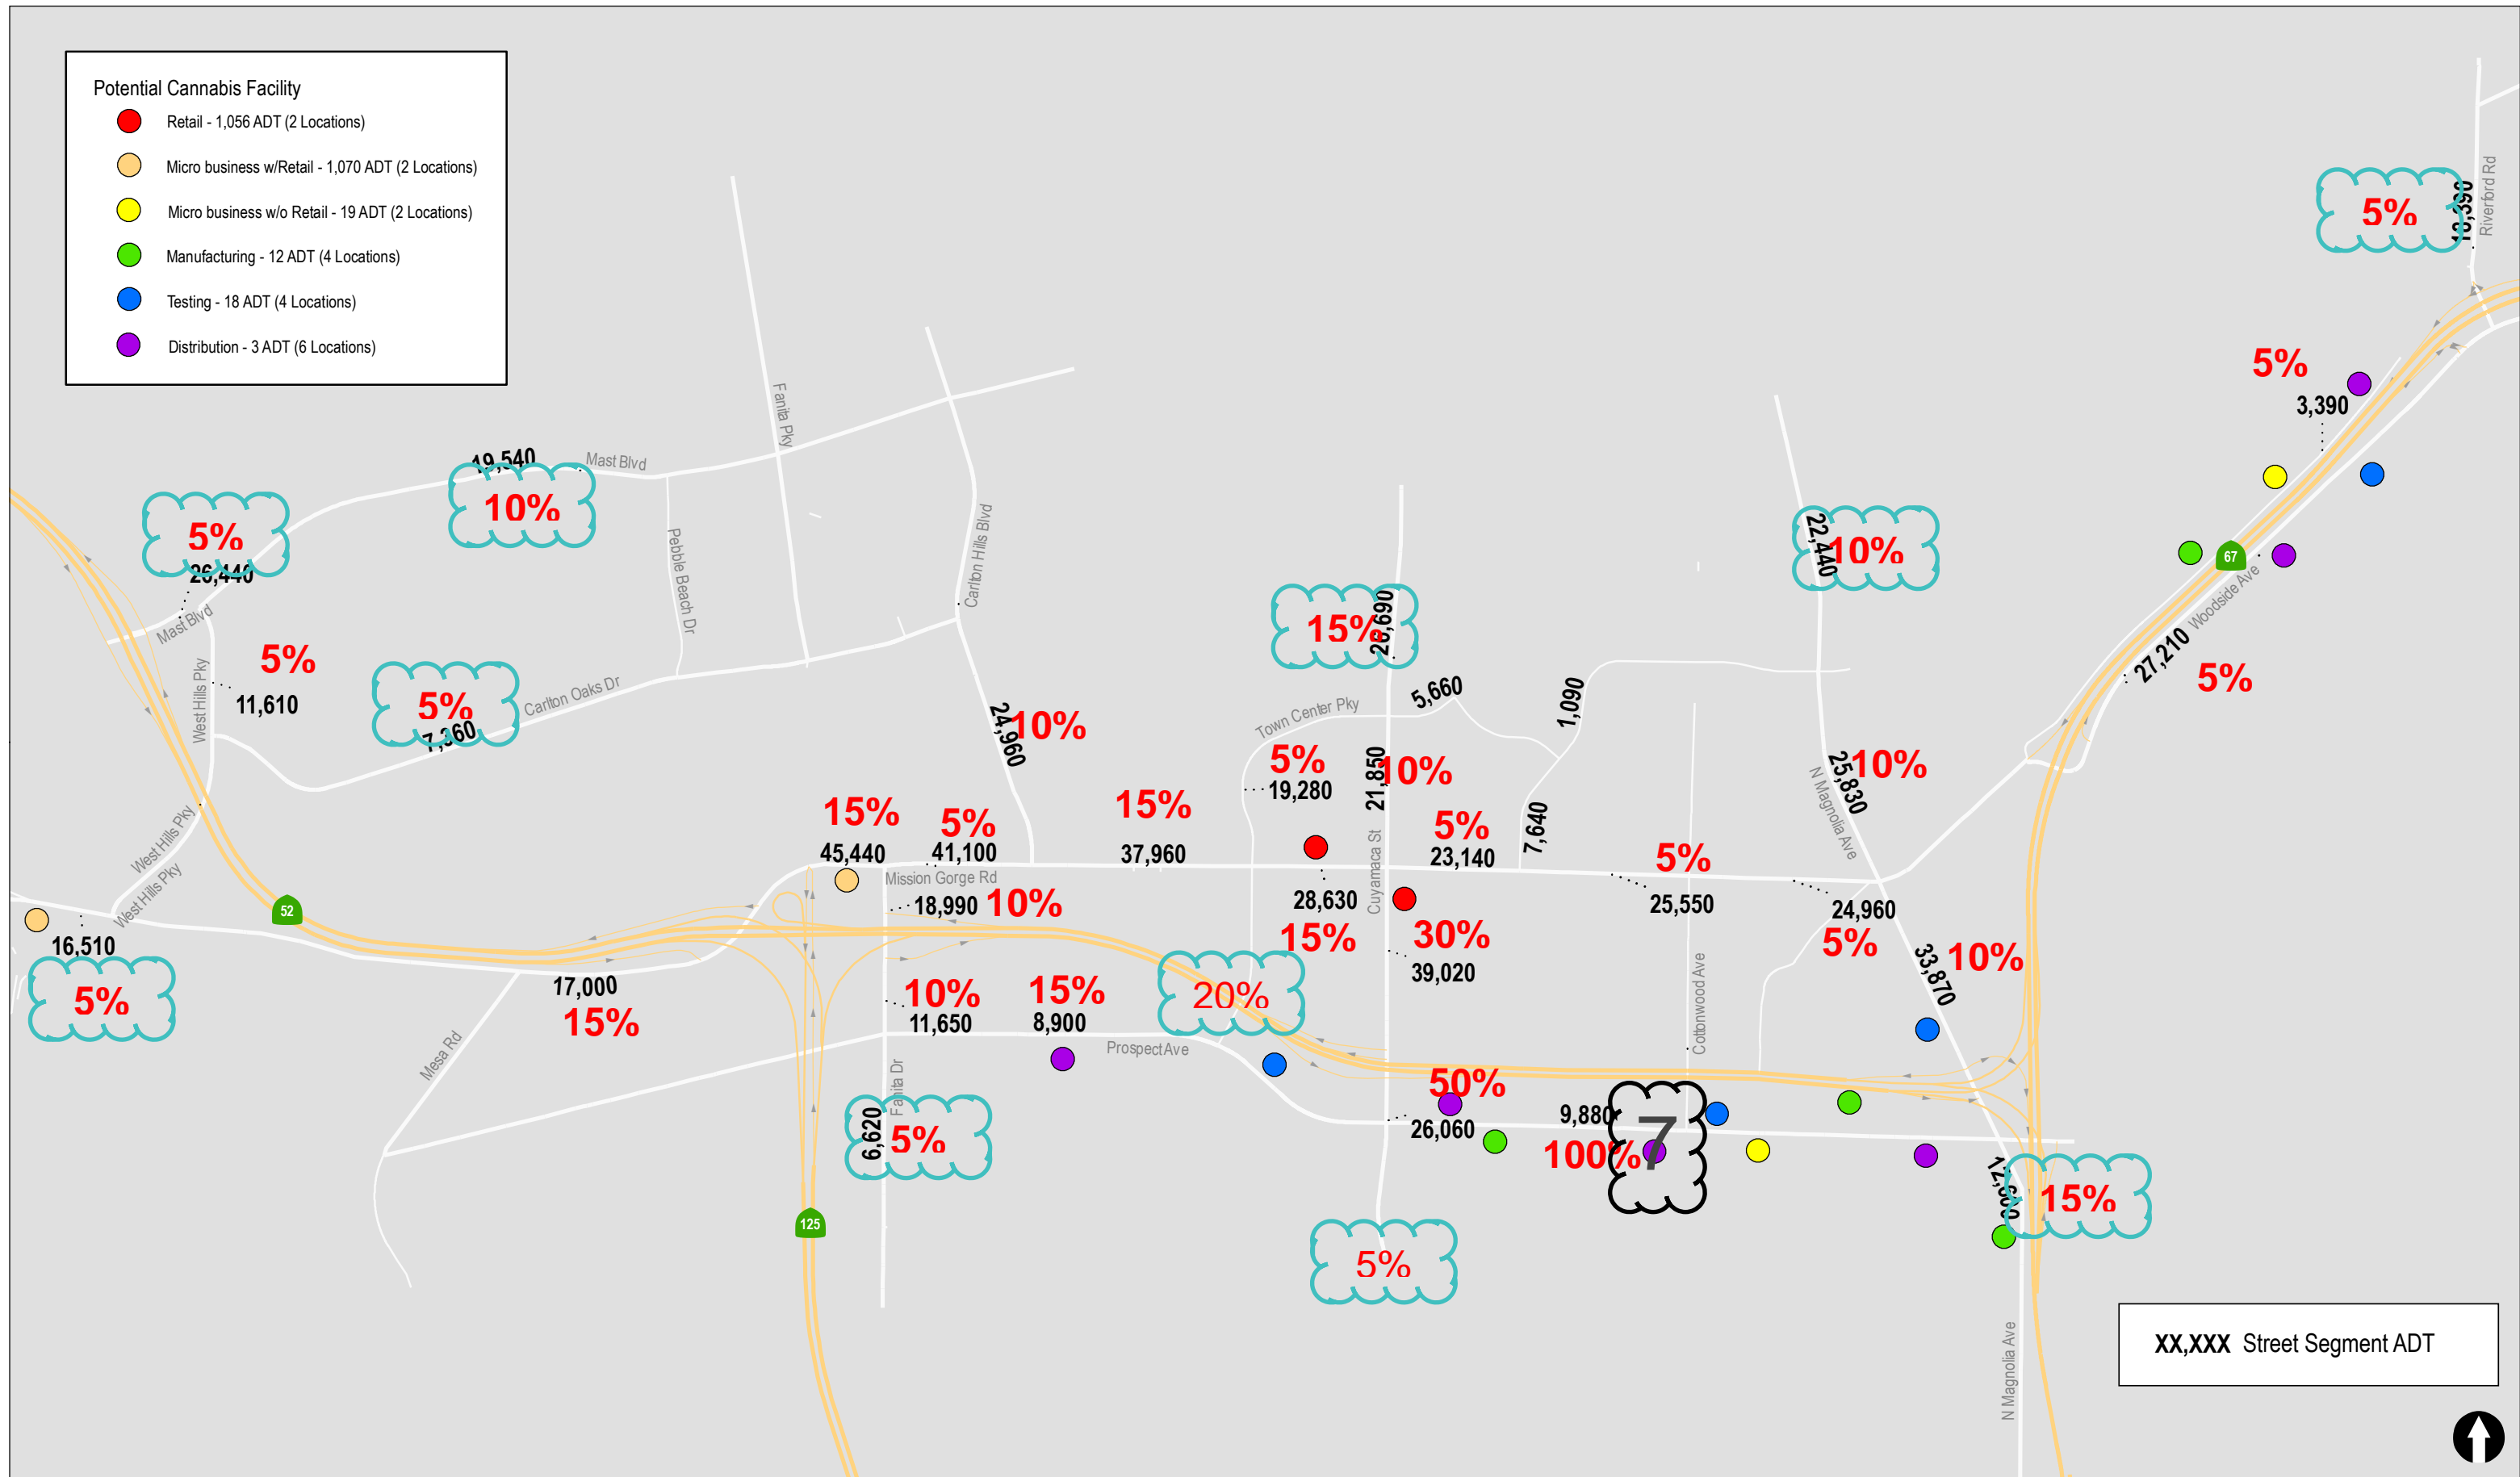 Potential Cannabis Facility
Retail - 1,056 ADT (2 Locations)
Micro business w/Retail - 1,070 ADT (2 Locations)
Micro business w/o Retail - 19 ADT (2 Locations)
Manufacturing - 12 ADT (4 Locations)
Testing - 18 ADT (4 Locations)
Distribution - 3 ADT (6 Locations)
Riverford Rd
5%
5%
3,390
Fanita Pky
19,540
Mast Blvd
10%
5%
26,440
Mast Blvd
Pebble Beach Dr
Carlton Hills Blvd
22,440
10%
67
Woodside Ave
27,210
5%
15%
5%
West Hills Pky
11,610
5%
7,360
Carlton Oaks Dr
24,960
10%
Town Center Pky
5,660
1,090
5%
19,280
21,850
10%
25,830
10%
N Magnolia Ave
15%
45,440
5%
41,100
15%
37,960
5%
23,140
7,640
5%
Mission Gorge Rd
18,990
10%
28,630
15%
Cuyamaca St
30%
39,020
25,550
24,960
5%
33,870
10%
West Hills Pky
West Hills Pky
52
16,510
5%
17,000
15%
10%
11,650
15%
8,900
20%
Cottonwood Ave
Mesa Rd
Prospect Ave
Fanita Dr
6,620
5%
50%
26,060
9,880
100%
7
15%
125
5%
N Magnolia Ave
XX,XXX Street Segment ADT